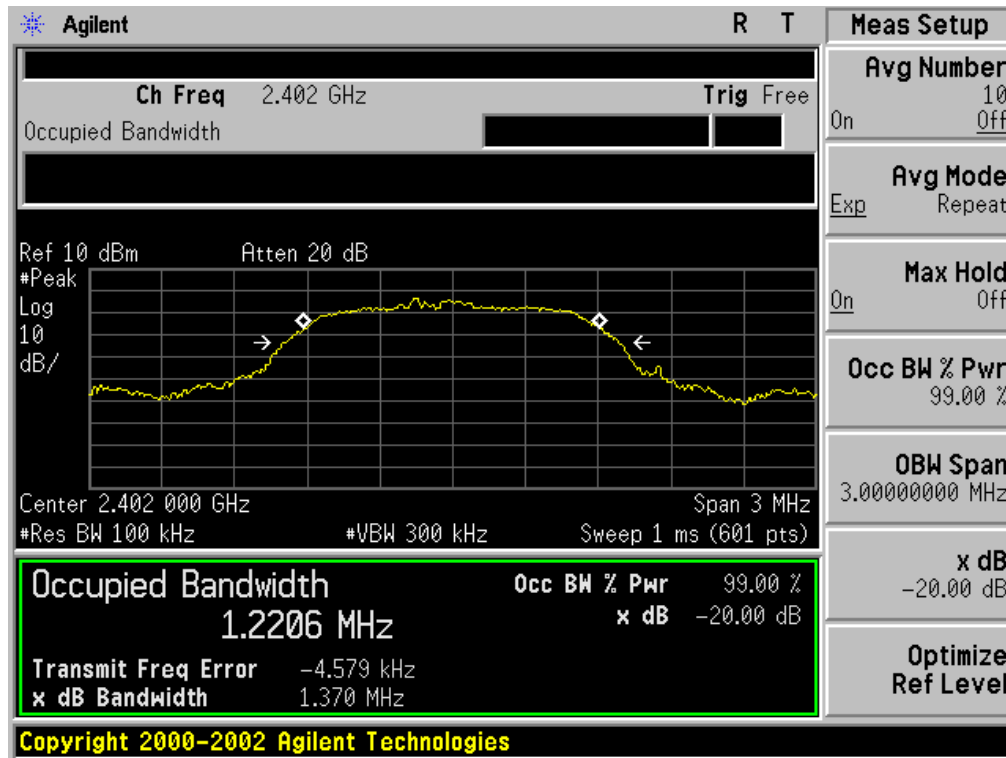 Agilent R T
Ch Freq 2.402 GHz Trig Free
Occupied Bandwidth
Ref 10 dBm Atten 20 dB
#Peak
Log
10
dB/
Center 2.402 000 GHz Span 3 MHz
#Res BW 100 kHz #VBW 300 kHz Sweep 1 ms (601 pts)
Occupied Bandwidth Occ BW % Pwr 99.00 %
1.2206 MHz x dB -20.00 dB
Transmit Freq Error -4.579 kHz
x dB Bandwidth 1.370 MHz
Copyright 2000-2002 Agilent Technologies
Meas Setup
Avg Number
10
On Off
Avg Mode
Exp Repeat
Max Hold
On Off
Occ BW % Pwr
99.00 %
OBW Span
3.00000000 MHz
x dB
-20.00 dB
Optimize
Ref Level